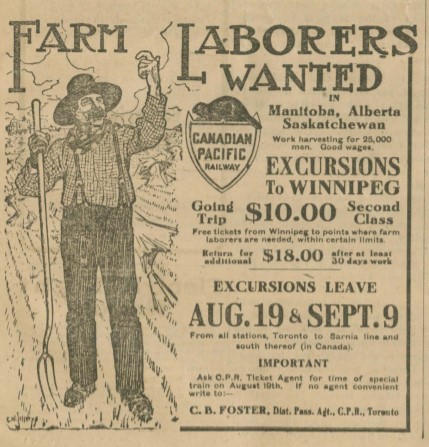 FARM LABORERS
WANTED
IN
Manitoba, Alberta
Saskatchewan
Work harvesting for 25,000
men. Good wages.
CANADIAN
PACIFIC
RAILWAY
EXCURSIONS
To WINNIPEG
Going Trip $10.00 Second Class
Free tickets from Winnipeg to points where farm
laborers are needed, within certain limits.
Return for additional $18.00 after at least 30 days work
EXCURSIONS LEAVE
AUG. 19 & SEPT. 9
From all stations, Toronto to Sarnia line and
south thereof (in Canada).
IMPORTANT
Ask C.P.R. Ticket Agent for time of special
train on August 19th. If no agent convenient
write to:—
C. B. FOSTER, Dist. Pass. Agt., C.P.R., Toronto